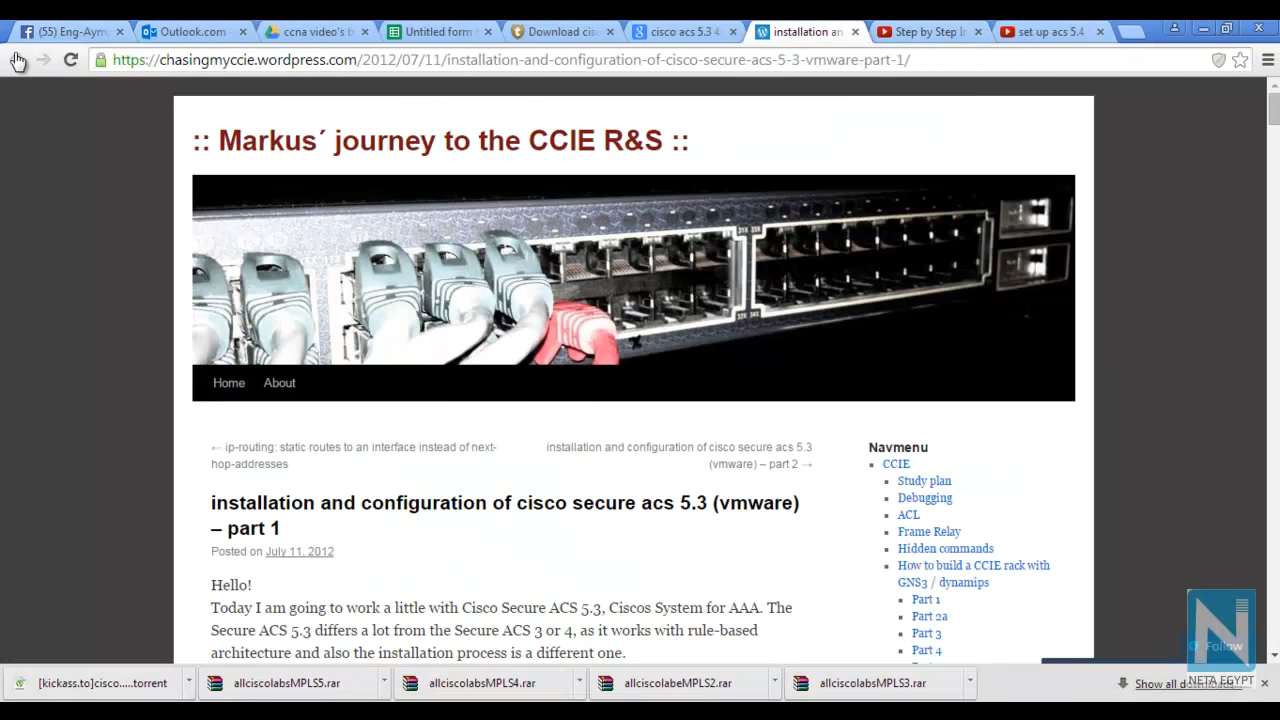 (55) Eng-Aym
Outlook.com -
ccna video's b
Untitled form
Download cisc
cisco acs 5.3 4
installation an
Step by Step In
set up acs 5.4
https://chasingmyccie.wordpress.com/2012/07/11/installation-and-configuration-of-cisco-secure-acs-5-3-vmware-part-1/
:: Markus´ journey to the CCIE R&S ::
Home About
← ip-routing: static routes to an interface instead of next-
hop-addresses
installation and configuration of cisco secure acs 5.3
(vmware) – part 2 →
installation and configuration of cisco secure acs 5.3 (vmware)
– part 1
Posted on July 11, 2012
Hello!
Today I am going to work a little with Cisco Secure ACS 5.3, Ciscos System for AAA. The
Secure ACS 5.3 differs a lot from the Secure ACS 3 or 4, as it works with rule-based
architecture and also the installation process is a different one.
Navmenu
CCIE
Study plan
Debugging
ACL
Frame Relay
Hidden commands
How to build a CCIE rack with
GNS3 / dynamips
Part 1
Part 2a
Part 3
Part 4
Follow
N
NETA EGYPT
[kickass.to]cisco.....torrent
allciscolabsMPLS5.rar
allciscolabsMPLS4.rar
allciscolabeMPLS2.rar
allciscolabsMPLS3.rar
Show all downloads...